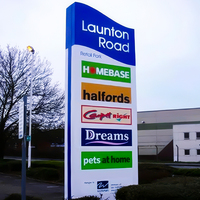 Launton
Road
Retail Park
HOMEBASE
halfords
Carpetright
Dreams
pets at home